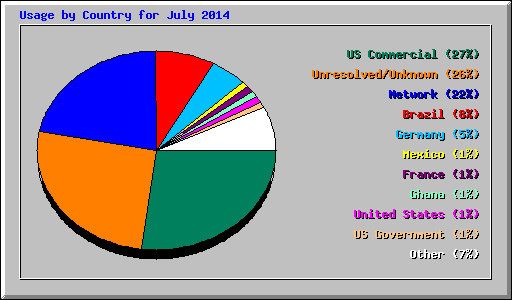 Usage by Country for July 2014
US Commercial (27%)
Unresolved/Unknown (26%)
Network (22%)
Brazil (8%)
Germany (5%)
Mexico (1%)
France (1%)
Ghana (1%)
United States (1%)
US Government (1%)
Other (7%)